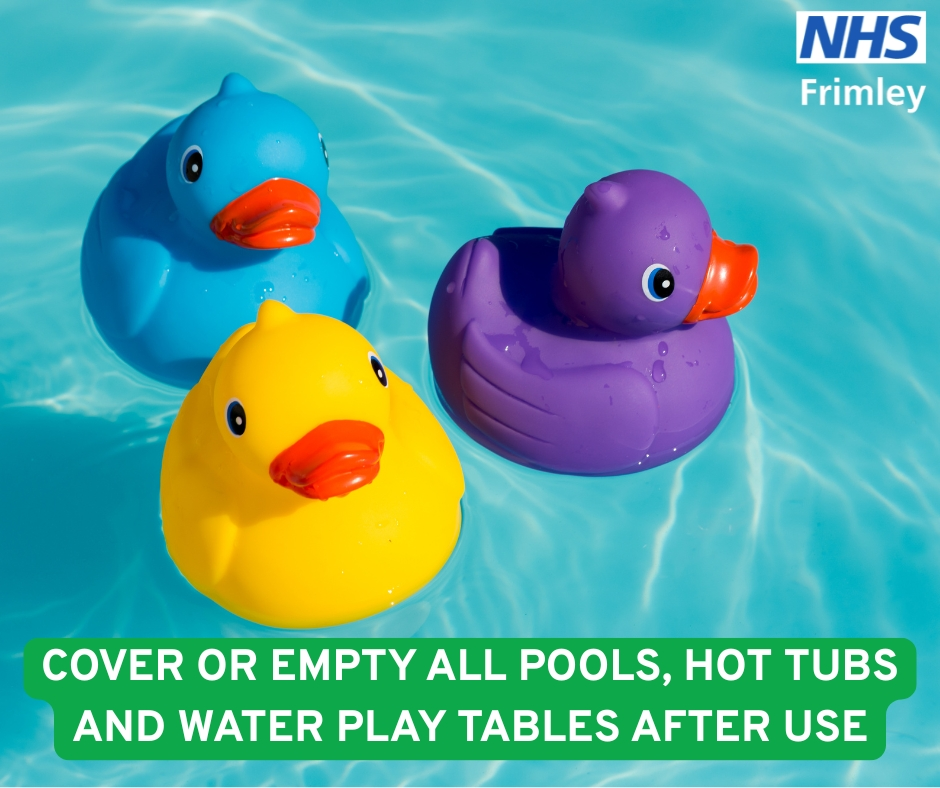 NHS
Frimley
COVER OR EMPTY ALL POOLS, HOT TUBS
AND WATER PLAY TABLES AFTER USE